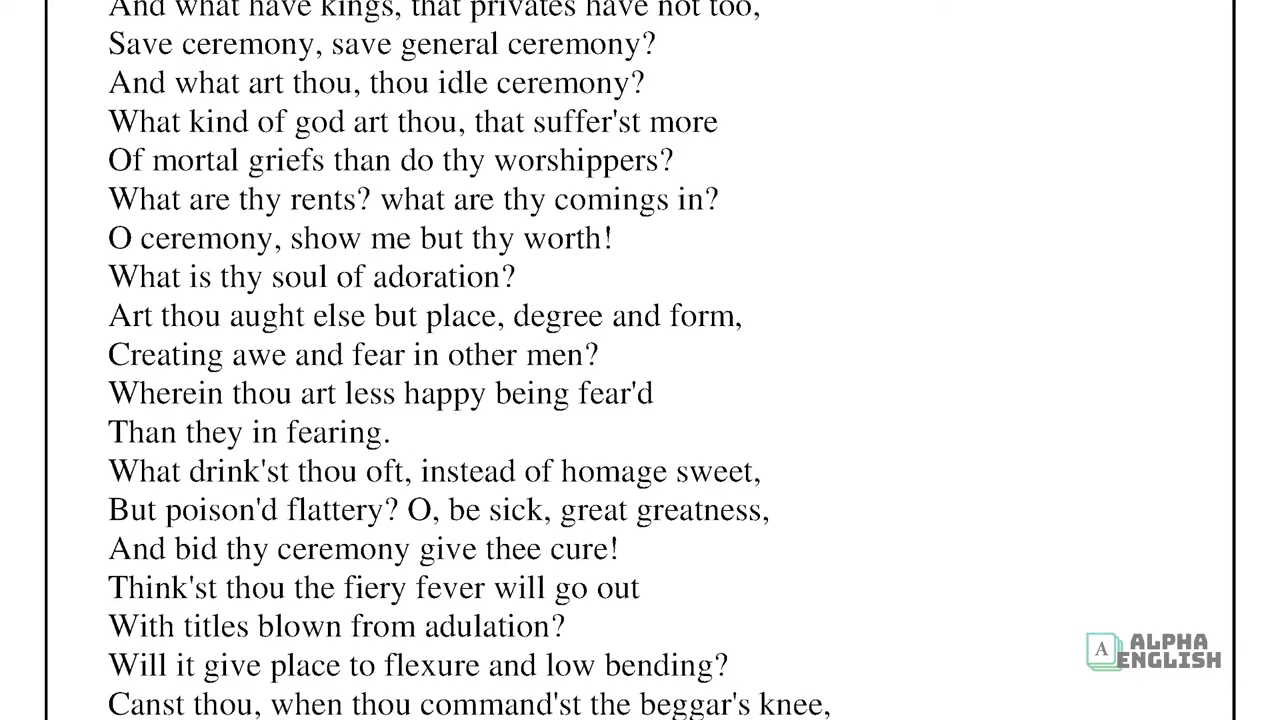 And what have kings, that privates have not too,
Save ceremony, save general ceremony?
And what art thou, thou idle ceremony?
What kind of god art thou, that suffer'st more
Of mortal griefs than do thy worshippers?
What are thy rents? what are thy comings in?
O ceremony, show me but thy worth!
What is thy soul of adoration?
Art thou aught else but place, degree and form,
Creating awe and fear in other men?
Wherein thou art less happy being fear'd
Than they in fearing.
What drink'st thou oft, instead of homage sweet,
But poison'd flattery? O, be sick, great greatness,
And bid thy ceremony give thee cure!
Think'st thou the fiery fever will go out
With titles blown from adulation?
Will it give place to flexure and low bending?
Canst thou, when thou command'st the beggar's knee,
A
ALPHA
ENGLISH